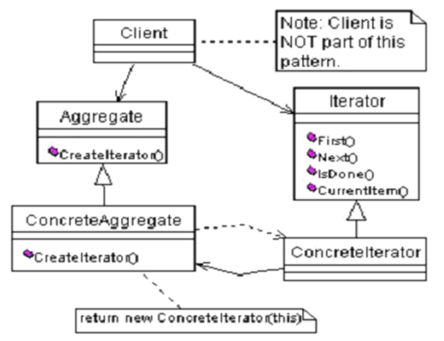 Client
Note: Client is
NOT part of this
pattern.
Aggregate
CreateIterator()
Iterator
First()
Next()
IsDone()
CurrentItem()
ConcreteAggregate
CreateIterator()
ConcreteIterator
return new ConcreteIterator(this)